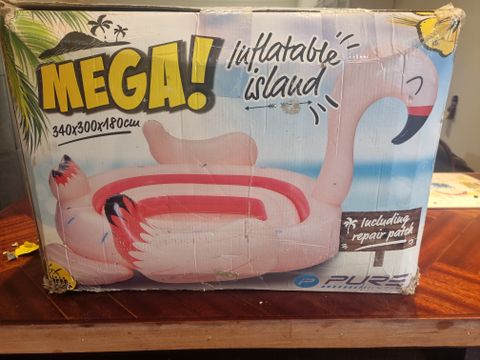 MEGA!
Inflatable
island
340x300x180cm
Including
repair patch
PURE